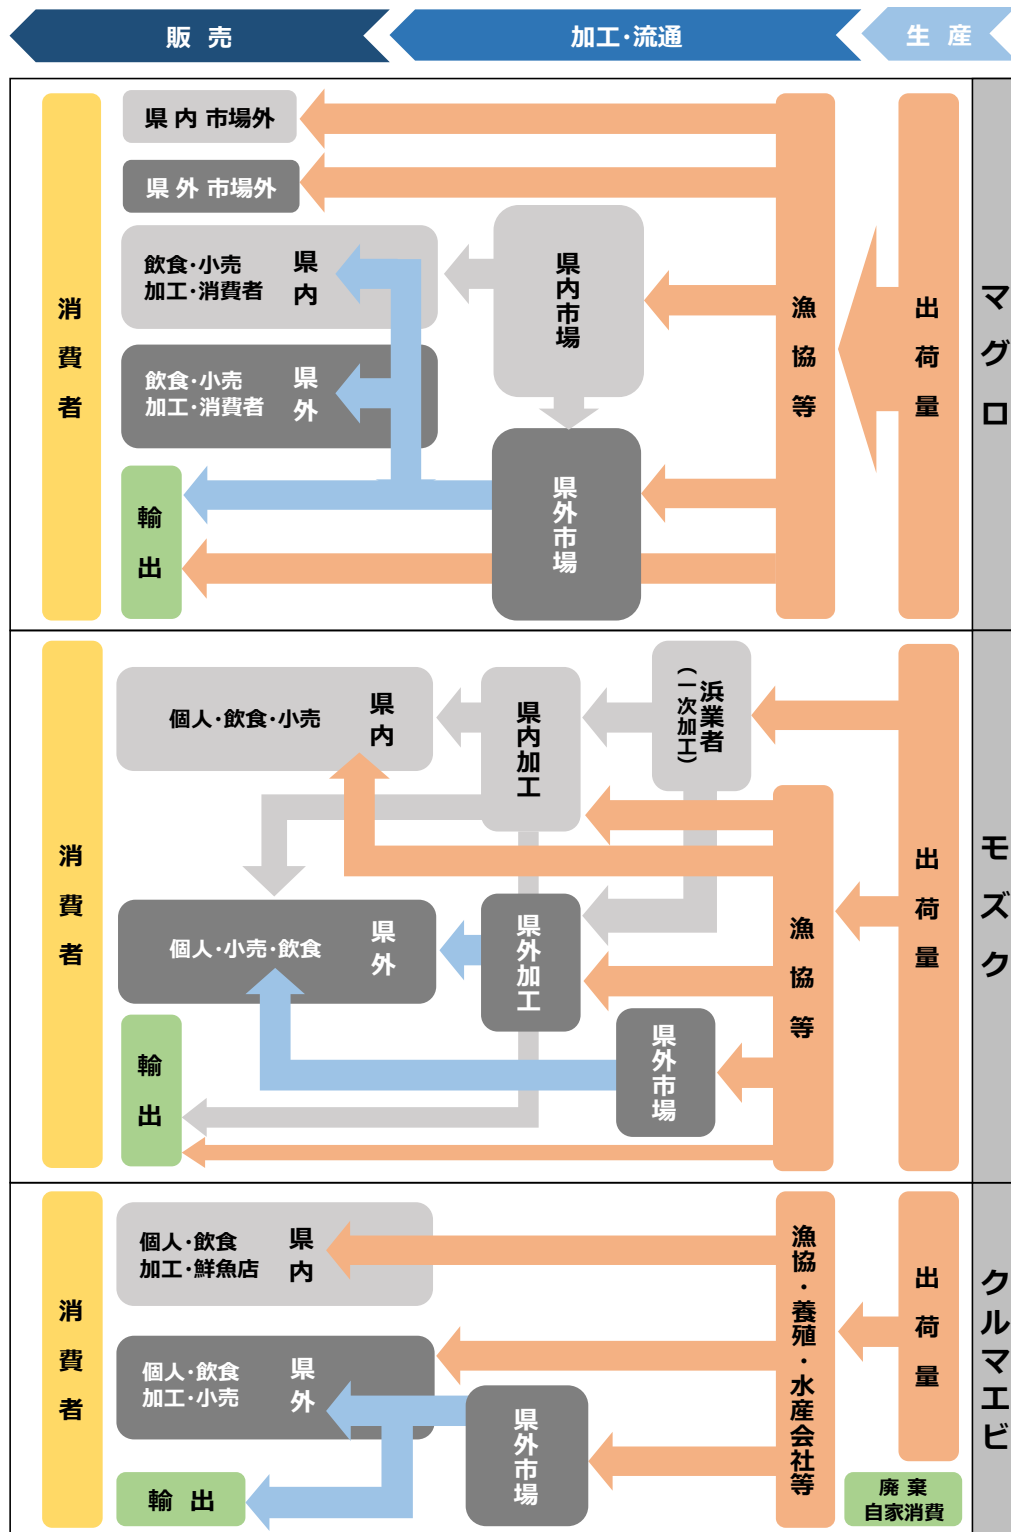 販 売
加工・流通
生 産
県 内 市場外
県 外 市場外
飲食・小売
加工・消費者
県内
飲食・小売
加工・消費者
県外
輸出
県内市場
県外市場
漁協等
出荷量
消費者
マグロ
個人・飲食・小売
県内
個人・小売・飲食
県外
輸出
県内加工
県外加工
浜業者
(一次加工)
県外市場
漁協等
出荷量
消費者
モズク
個人・飲食
加工・鮮魚店
県内
個人・飲食
加工・小売
県外
輸 出
県外市場
漁協・養殖・水産会社等
出荷量
廃 棄
自家消費
消費者
クルマエビ